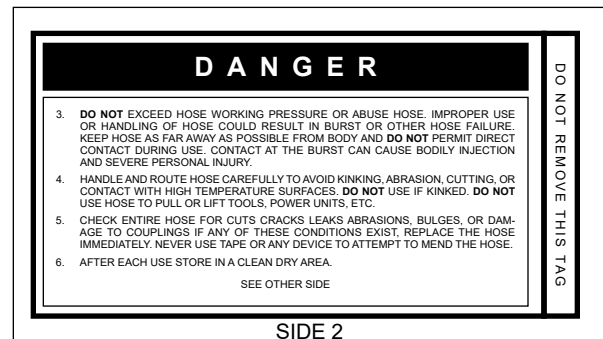 DANGER
3. DO NOT EXCEED HOSE WORKING PRESSURE OR ABUSE HOSE. IMPROPER USE
OR HANDLING OF HOSE COULD RESULT IN BURST OR OTHER HOSE FAILURE.
KEEP HOSE AS FAR AWAY AS POSSIBLE FROM BODY AND DO NOT PERMIT DIRECT
CONTACT DURING USE. CONTACT AT THE BURST CAN CAUSE BODILY INJECTION
AND SEVERE PERSONAL INJURY.
4. HANDLE AND ROUTE HOSE CAREFULLY TO AVOID KINKING, ABRASION, CUTTING, OR
CONTACT WITH HIGH TEMPERATURE SURFACES. DO NOT USE IF KINKED. DO NOT
USE HOSE TO PULL OR LIFT TOOLS, POWER UNITS, ETC.
5. CHECK ENTIRE HOSE FOR CUTS CRACKS LEAKS ABRASIONS, BULGES, OR DAM-
AGE TO COUPLINGS IF ANY OF THESE CONDITIONS EXIST, REPLACE THE HOSE
IMMEDIATELY. NEVER USE TAPE OR ANY DEVICE TO ATTEMPT TO MEND THE HOSE.
6. AFTER EACH USE STORE IN A CLEAN DRY AREA.
SEE OTHER SIDE
DO NOT REMOVE THIS TAG
SIDE 2